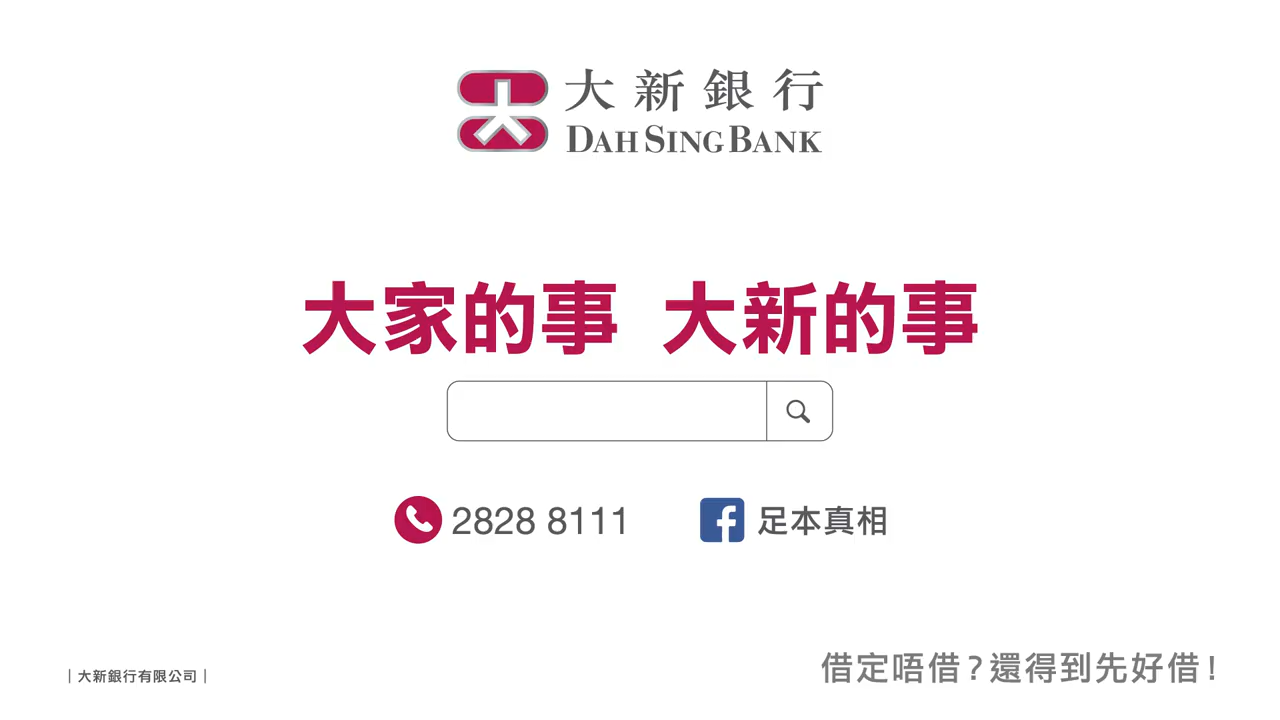 大新銀行
DAH SING BANK
大家的事 大新的事
2828 8111
足本真相
|大新銀行有限公司|
借定唔借?還得到先好借!